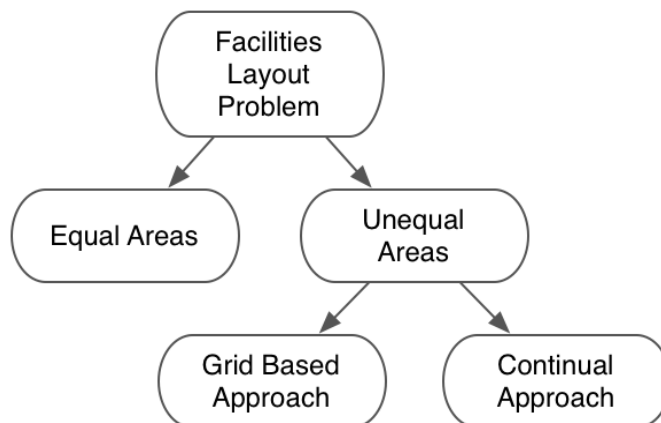 Facilities
Layout
Problem
Equal Areas
Unequal
Areas
Grid Based
Approach
Continual
Approach